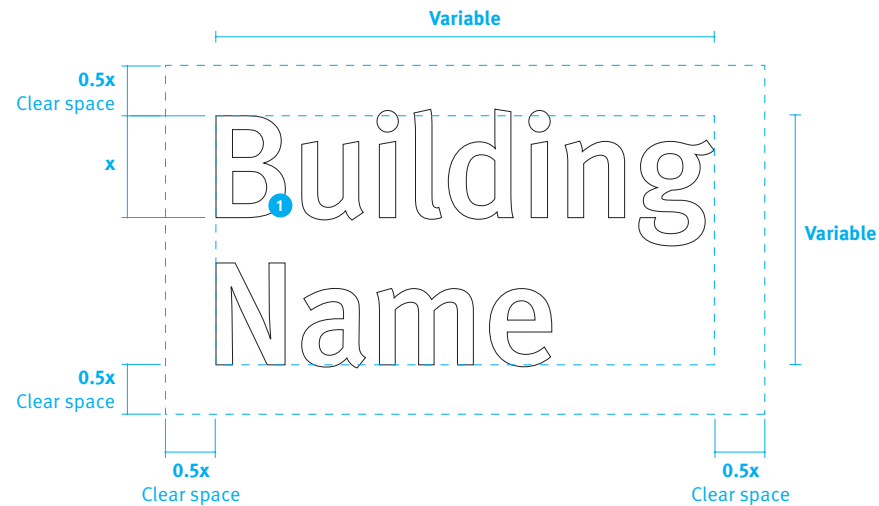 Variable
0.5x
Clear space
x
Building
1
Variable
Name
0.5x
Clear space
0.5x
Clear space
0.5x
Clear space